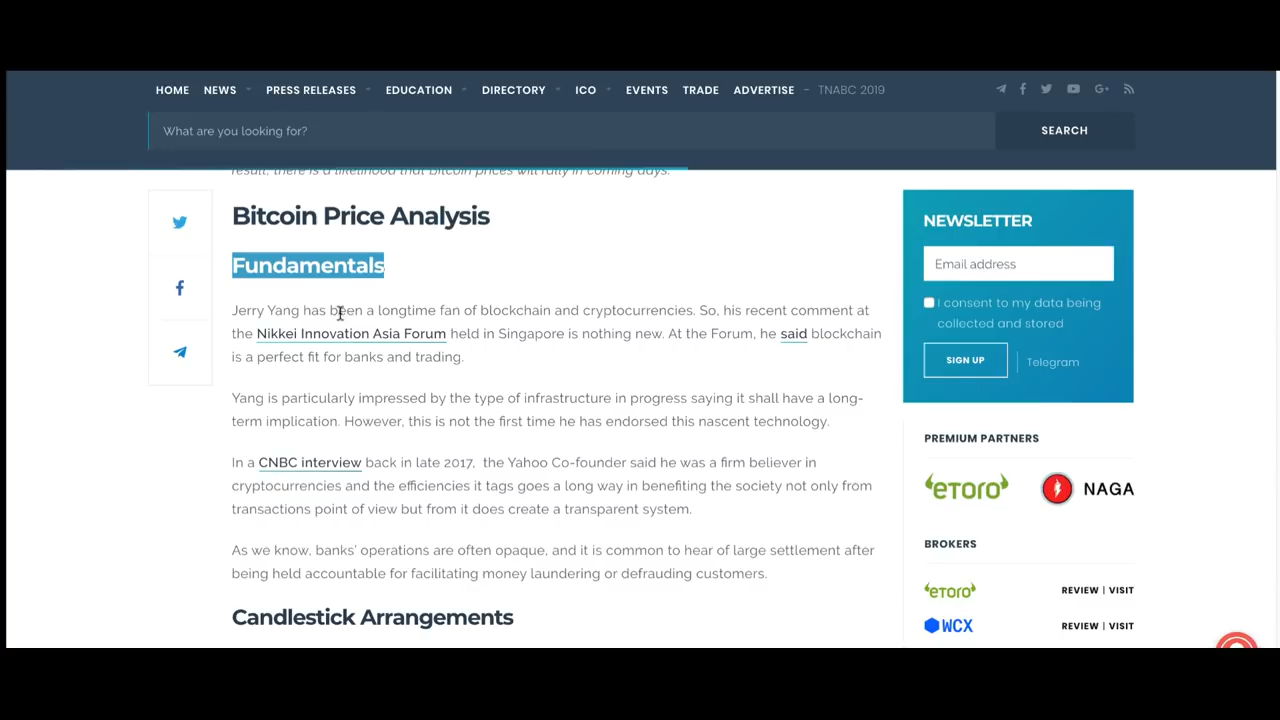 HOME NEWS PRESS RELEASES EDUCATION DIRECTORY ICO EVENTS TRADE ADVERTISE – TNABC 2019
What are you looking for?
SEARCH
result, there is a likelihood that Bitcoin prices will rally in coming days.
Bitcoin Price Analysis
Fundamentals
Jerry Yang has been a longtime fan of blockchain and cryptocurrencies. So, his recent comment at
the Nikkei Innovation Asia Forum held in Singapore is nothing new. At the Forum, he said blockchain
is a perfect fit for banks and trading.
Yang is particularly impressed by the type of infrastructure in progress saying it shall have a long-
term implication. However, this is not the first time he has endorsed this nascent technology.
In a CNBC interview back in late 2017, the Yahoo Co-founder said he was a firm believer in
cryptocurrencies and the efficiencies it tags goes a long way in benefiting the society not only from
transactions point of view but from it does create a transparent system.
As we know, banks' operations are often opaque, and it is common to hear of large settlement after
being held accountable for facilitating money laundering or defrauding customers.
Candlestick Arrangements
NEWSLETTER
Email address
I consent to my data being
collected and stored
SIGN UP
Telegram
PREMIUM PARTNERS
eToro
NAGA
BROKERS
eToro REVIEW | VISIT
WCX REVIEW | VISIT